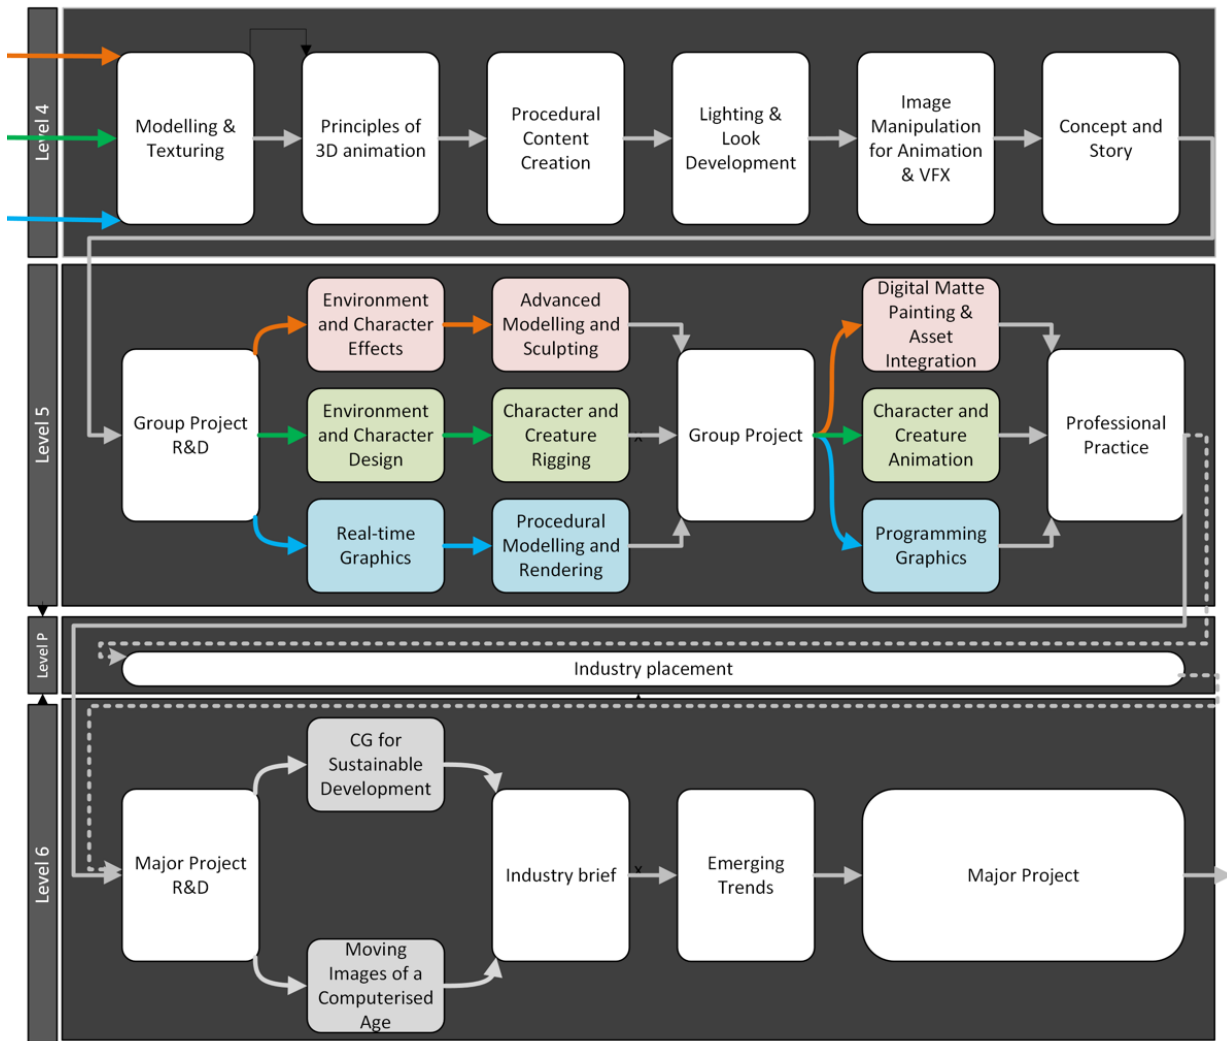 Level 4
Modelling &
Texturing
Principles of
3D animation
Procedural
Content
Creation
Lighting &
Look
Development
Image
Manipulation
for Animation
& VFX
Concept and
Story
Level 5
Group Project
R&D
Environment
and Character
Effects
Advanced
Modelling and
Sculpting
Environment
and Character
Design
Character and
Creature
Rigging
x
Real-time
Graphics
Procedural
Modelling and
Rendering
Group Project
Digital Matte
Painting &
Asset
Integration
Character and
Creature
Animation
Programming
Graphics
Professional
Practice
Level P
Industry placement
Level 6
Major Project
R&D
CG for
Sustainable
Development
Moving
Images of a
Computerised
Age
Industry brief
x
Emerging
Trends
Major Project